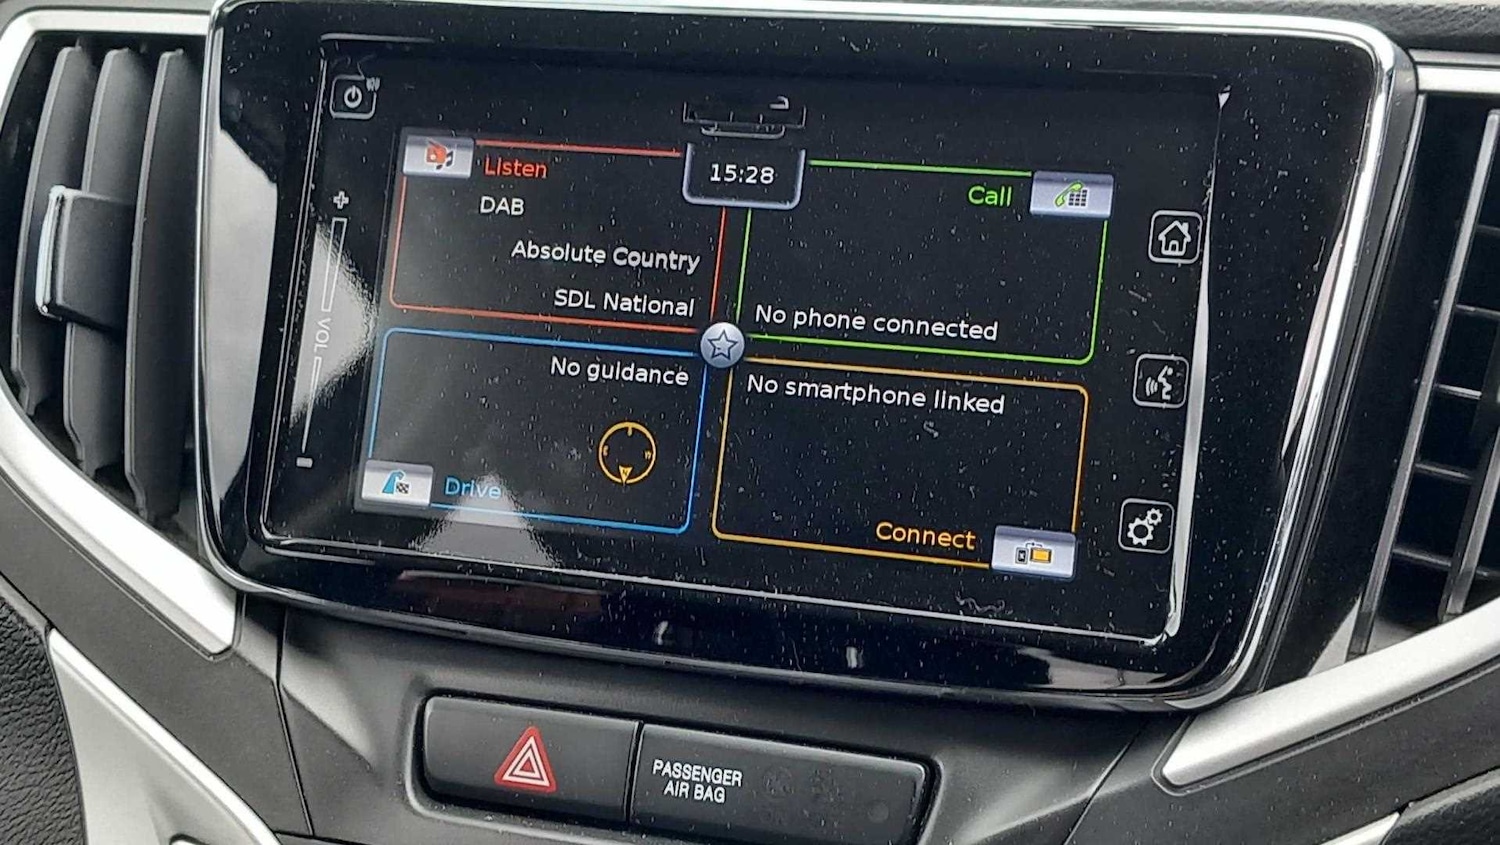 15:28
Listen
DAB
Absolute Country
SDL National
Call
No phone connected
No guidance
Drive
No smartphone linked
Connect
VOL
PASSENGER
AIR BAG